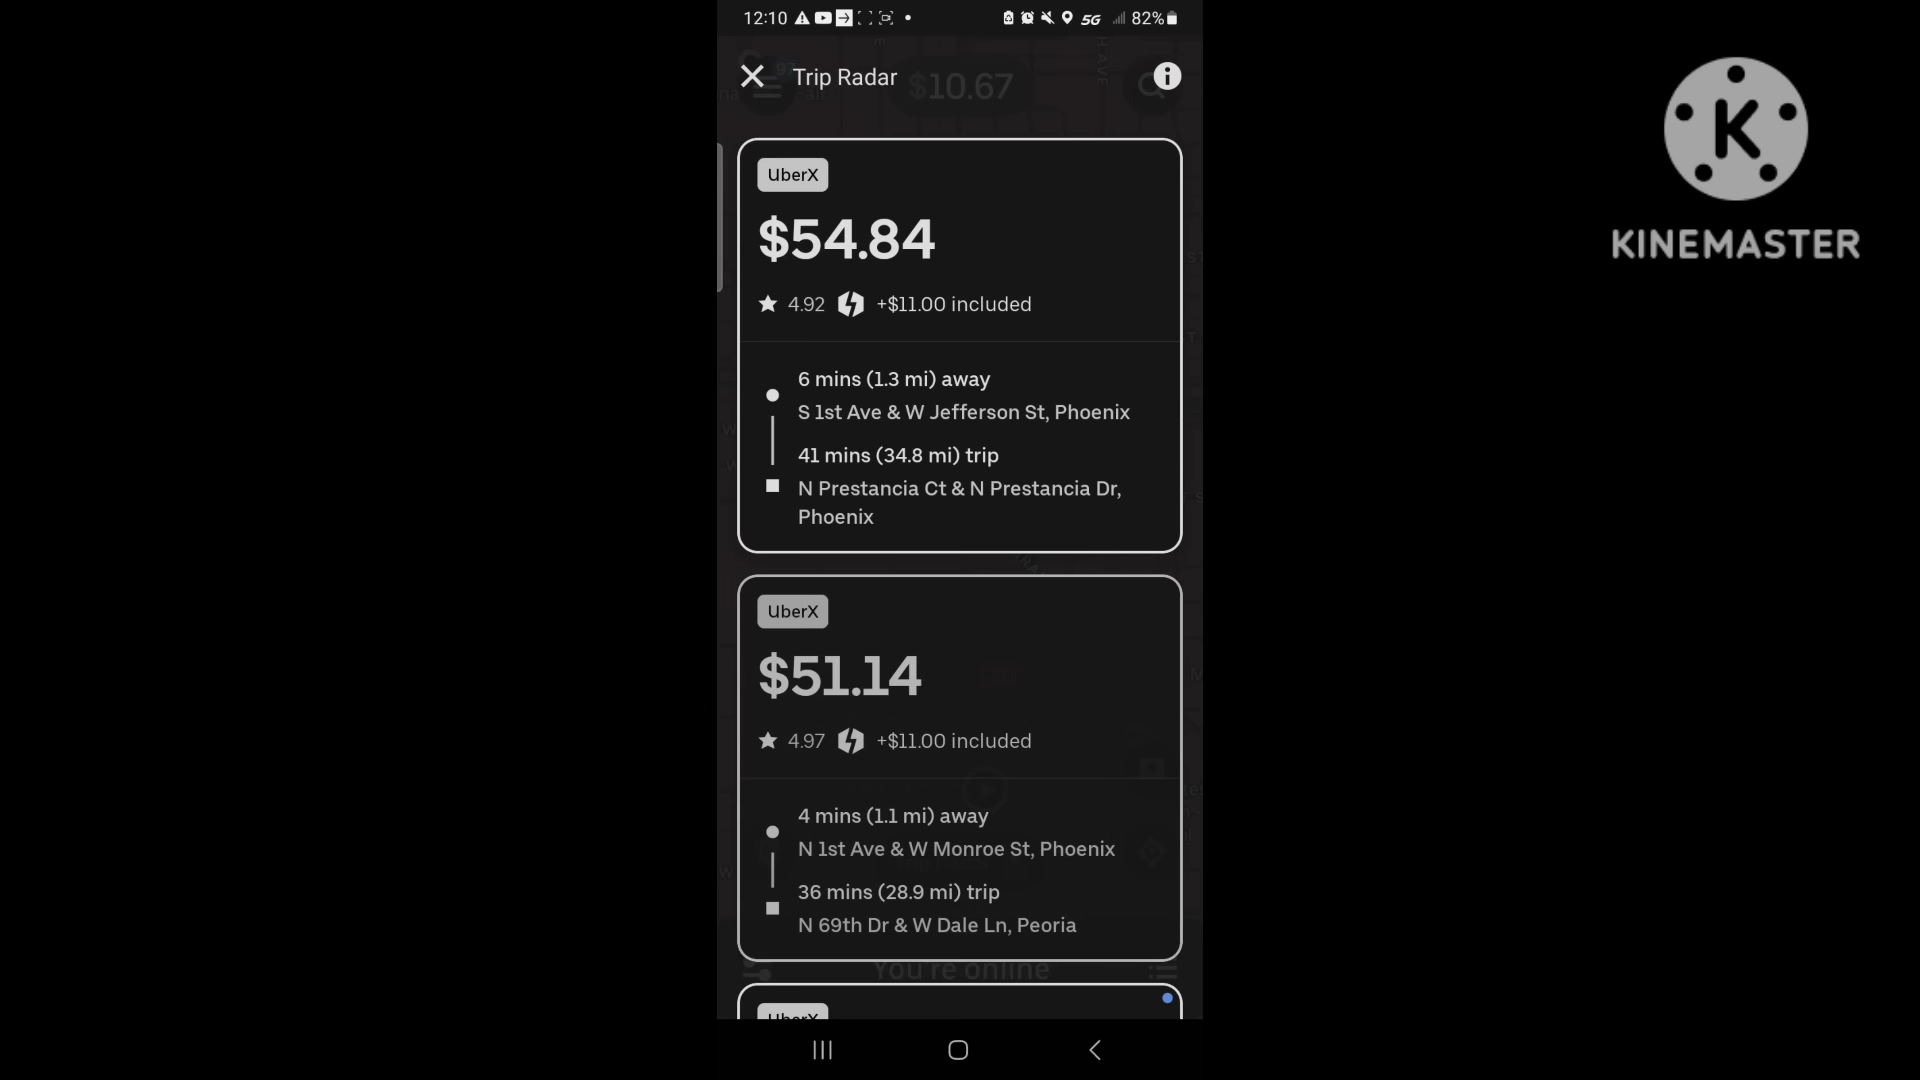 12:10
5G
82%
Trip Radar
$10.67
UberX
$54.84
4.92 +$11.00 included
6 mins (1.3 mi) away
S 1st Ave & W Jefferson St, Phoenix
41 mins (34.8 mi) trip
N Prestancia Ct & N Prestancia Dr,
Phoenix
UberX
$51.14
4.97 +$11.00 included
4 mins (1.1 mi) away
N 1st Ave & W Monroe St, Phoenix
36 mins (28.9 mi) trip
N 69th Dr & W Dale Ln, Peoria
You're online
UberX
K
KINEMASTER